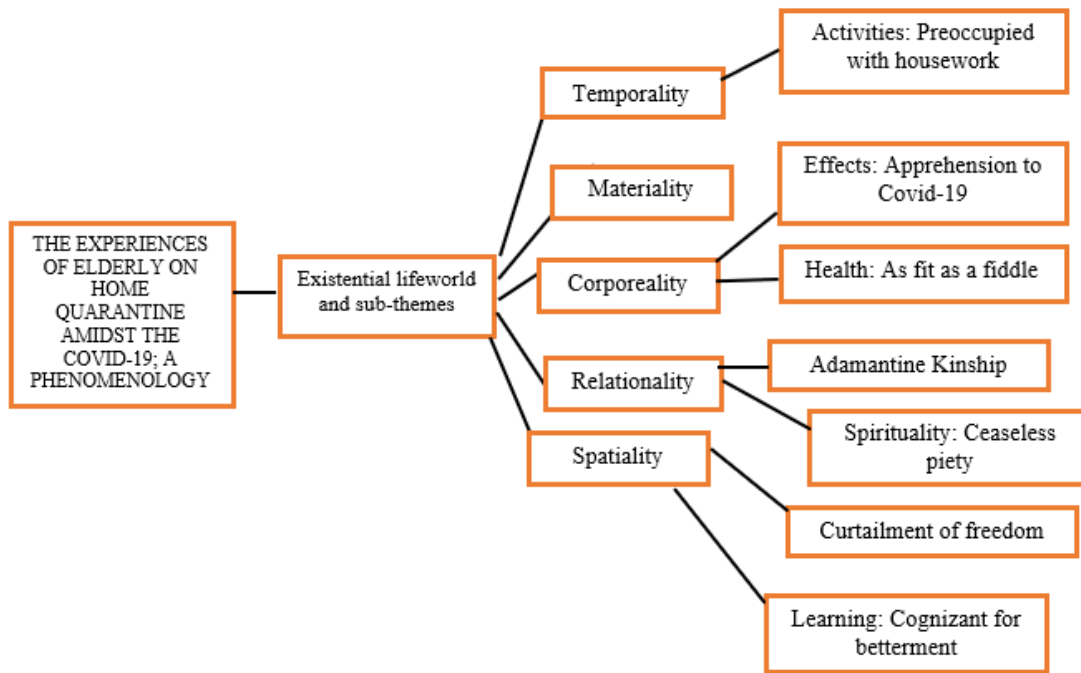 THE EXPERIENCES
OF ELDERLY ON
HOME
QUARANTINE
AMIDST THE
COVID-19; A
PHENOMENOLOGY
Existential lifeworld
and sub-themes
Temporality
Activities: Preoccupied
with housework
Materiality
Corporeality
Effects: Apprehension to
Covid-19
Health: As fit as a fiddle
Relationality
Adamantine Kinship
Spirituality: Ceaseless
piety
Spatiality
Curtailment of freedom
Learning: Cognizant for
betterment